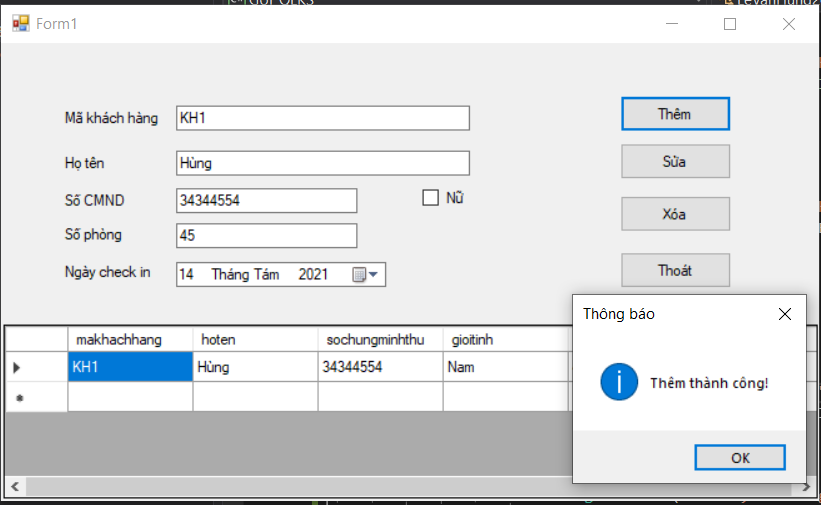 Form1
Mã khách hàng KH1 Thêm
Họ tên Hùng Sửa
Số CMND 34344554 Nữ Xóa
Số phòng 45
Ngày check in 14 Tháng Tám 2021 Thoát
Thông báo
makhachhang hoten sochungminhthu gioitinh
KH1 Hùng 34344554 Nam
Thêm thành công!
OK